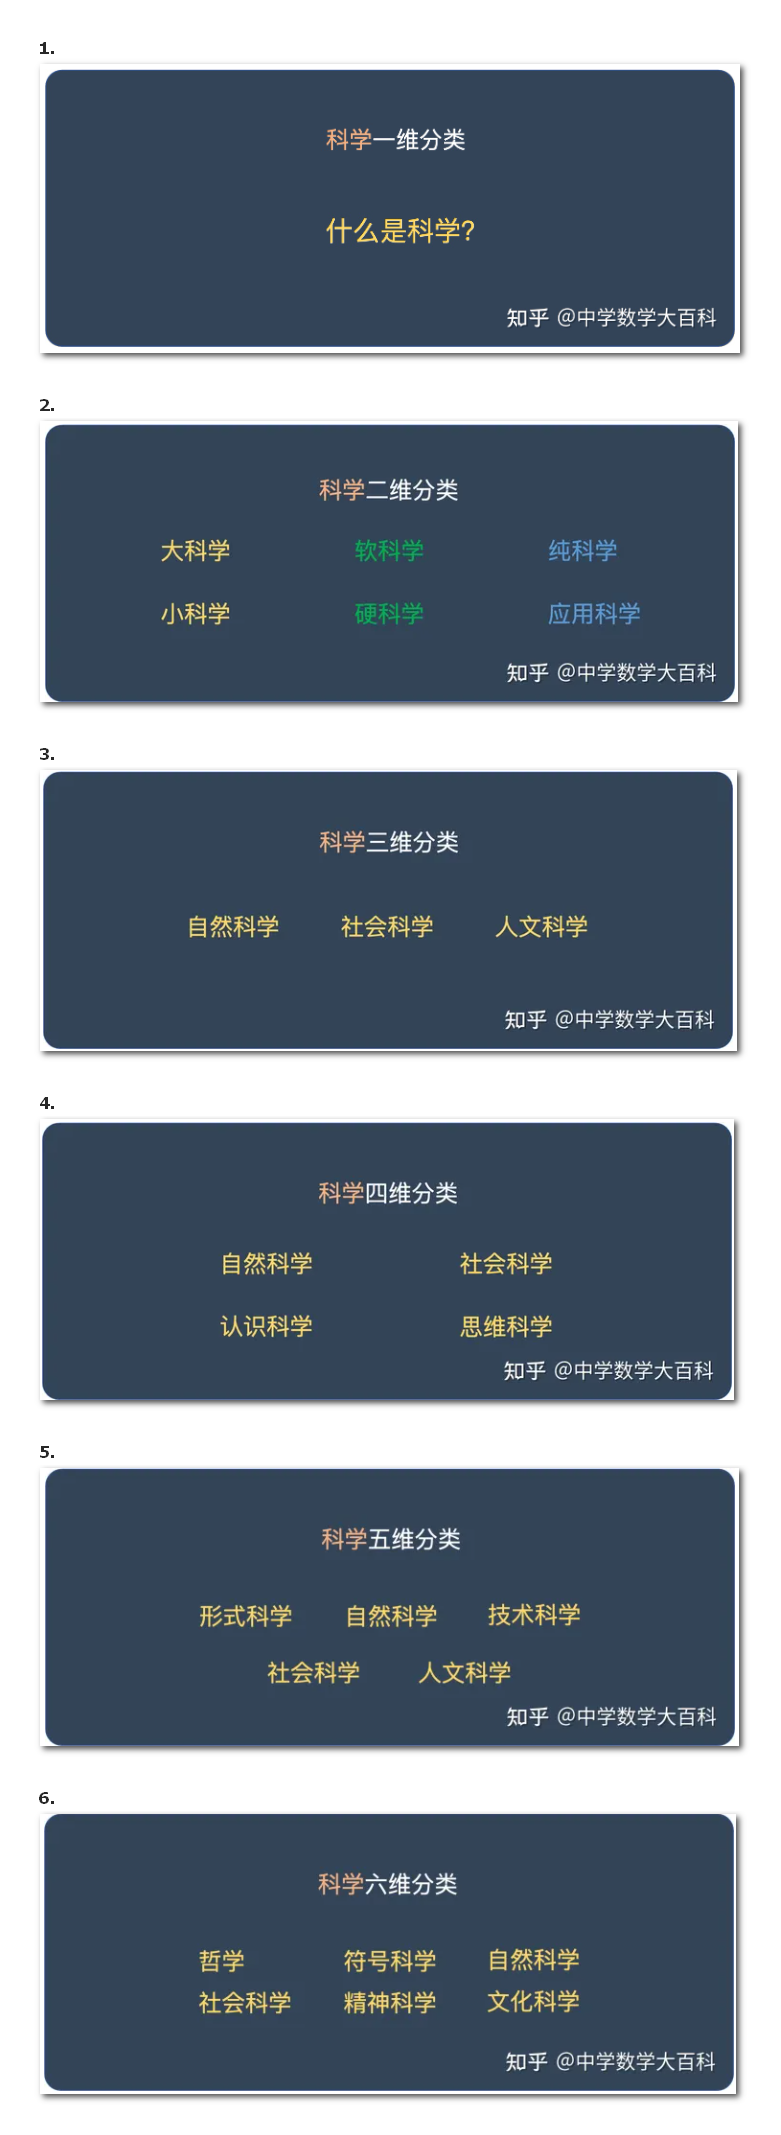 1.
科学一维分类
什么是科学?
知乎 @中学数学大百科
2.
科学二维分类
大科学 软科学 纯科学
小科学 硬科学 应用科学
知乎 @中学数学大百科
3.
科学三维分类
自然科学 社会科学 人文科学
知乎 @中学数学大百科
4.
科学四维分类
自然科学 社会科学
认识科学 思维科学
知乎 @中学数学大百科
5.
科学五维分类
形式科学 自然科学 技术科学
社会科学 人文科学
知乎 @中学数学大百科
6.
科学六维分类
哲学 符号科学 自然科学
社会科学 精神科学 文化科学
知乎 @中学数学大百科